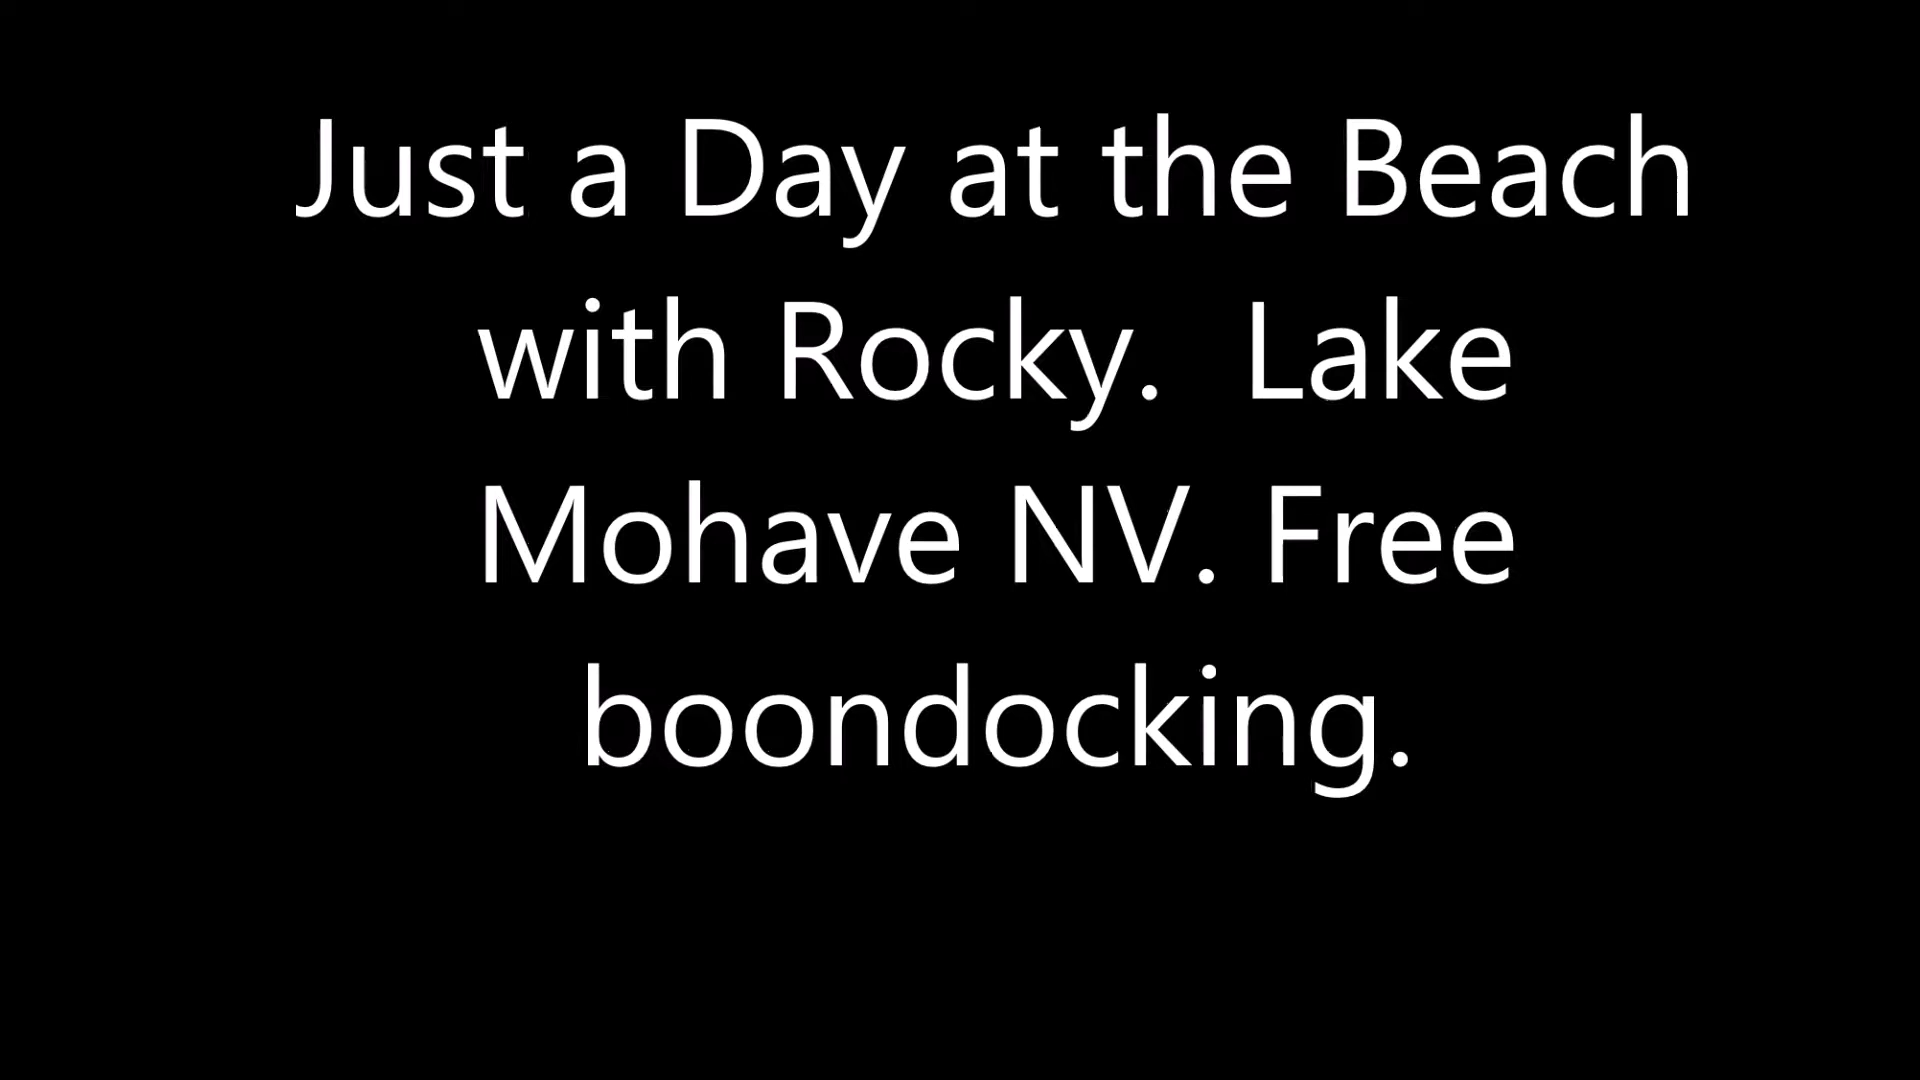 Just a Day at the Beach
with Rocky.  Lake
Mohave NV. Free
boondocking.